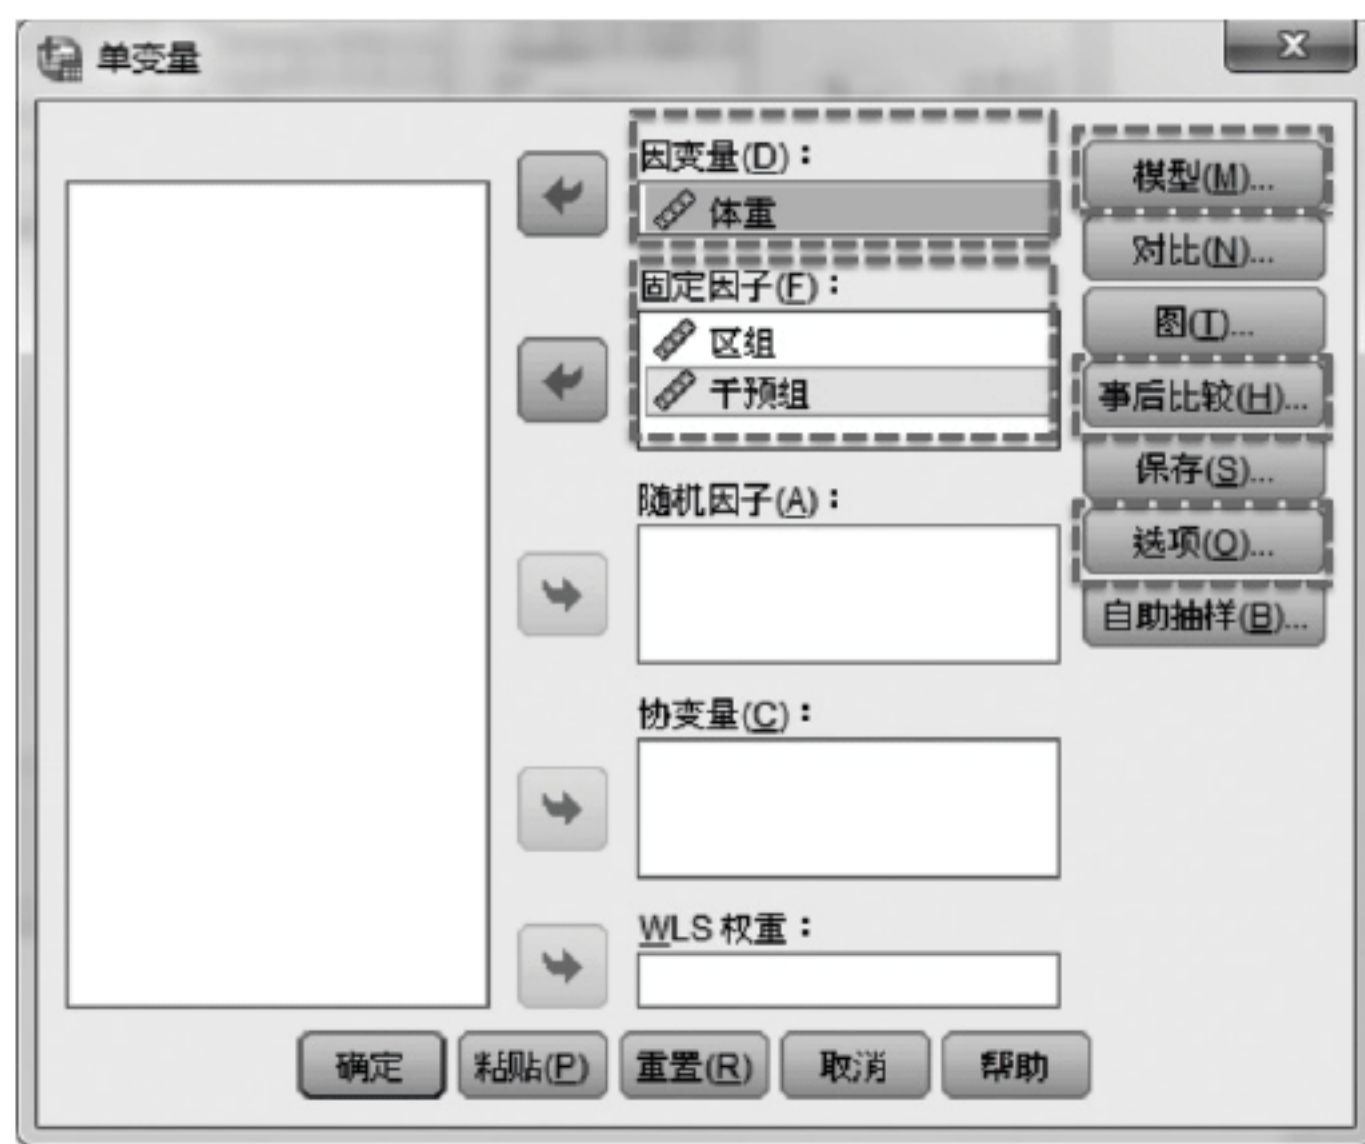 单变量
因变量(D)：
体重
固定因子(F)：
区组
干预组
随机因子(A)：
协变量(C)：
WLS 权重：
模型(M)...
对比(N)...
图(T)...
事后比较(H)...
保存(S)...
选项(O)...
自助抽样(B)...
确定
粘贴(P)
重置(R)
取消
帮助